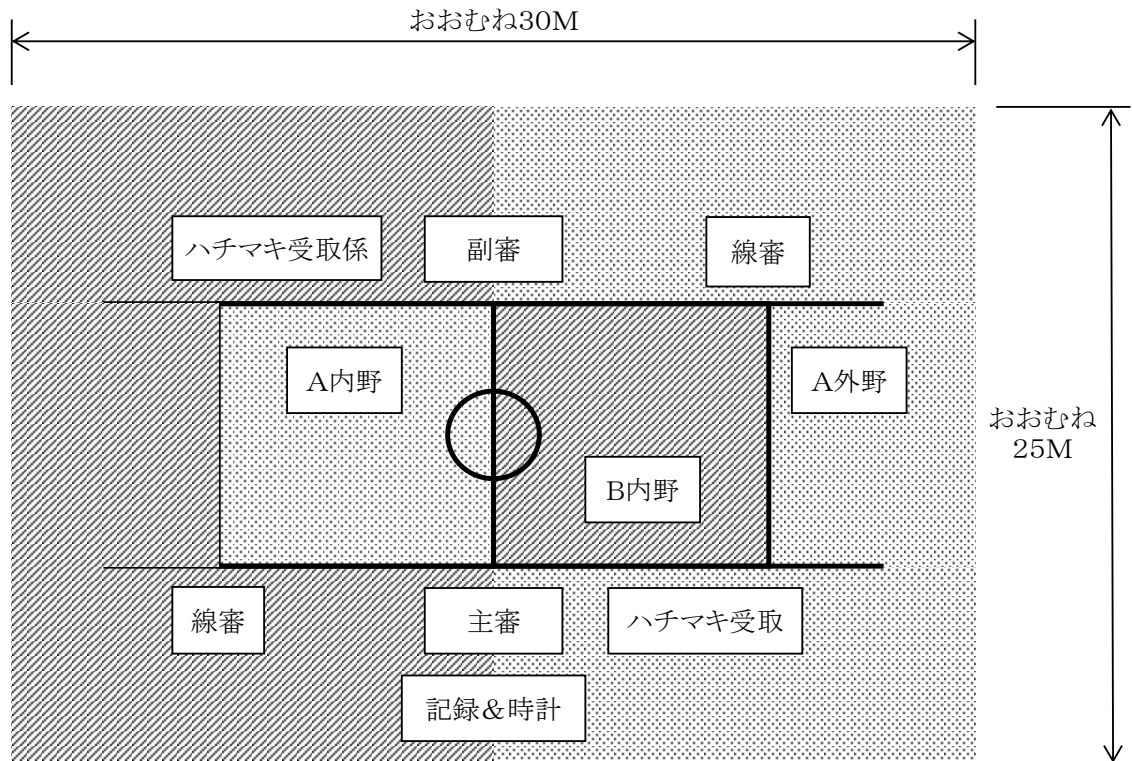 おおむね30M
ハチマキ受取係
副審
線審
A内野
A外野
おおむね
25M
B内野
線審
主審
ハチマキ受取
記録＆時計